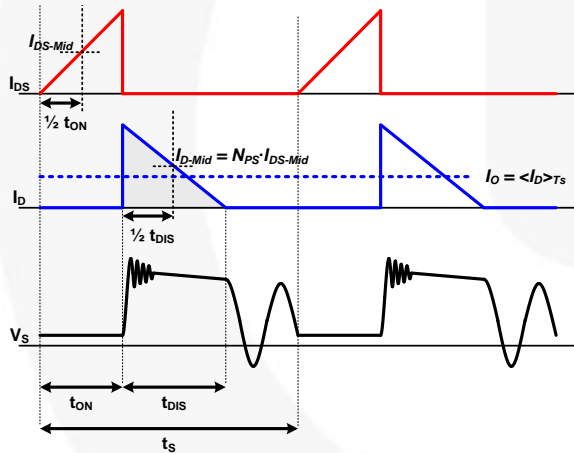 I_DS-Mid
I_DS
½ t_ON
I_D-Mid = N_PS·I_DS-Mid
I_O = <I_D>_Ts
I_D
½ t_DIS
V_S
t_ON
t_DIS
t_S